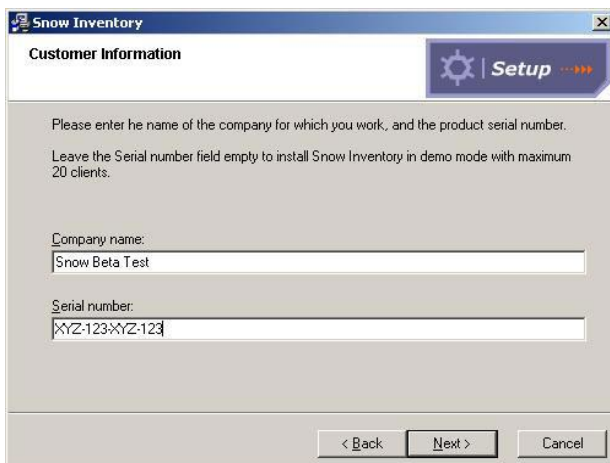 Snow Inventory
Customer Information
Setup
Please enter he name of the company for which you work, and the product serial number.
Leave the Serial number field empty to install Snow Inventory in demo mode with maximum
20 clients.
Company name:
Snow Beta Test
Serial number:
XYZ-123-XYZ-123
< Back
Next >
Cancel